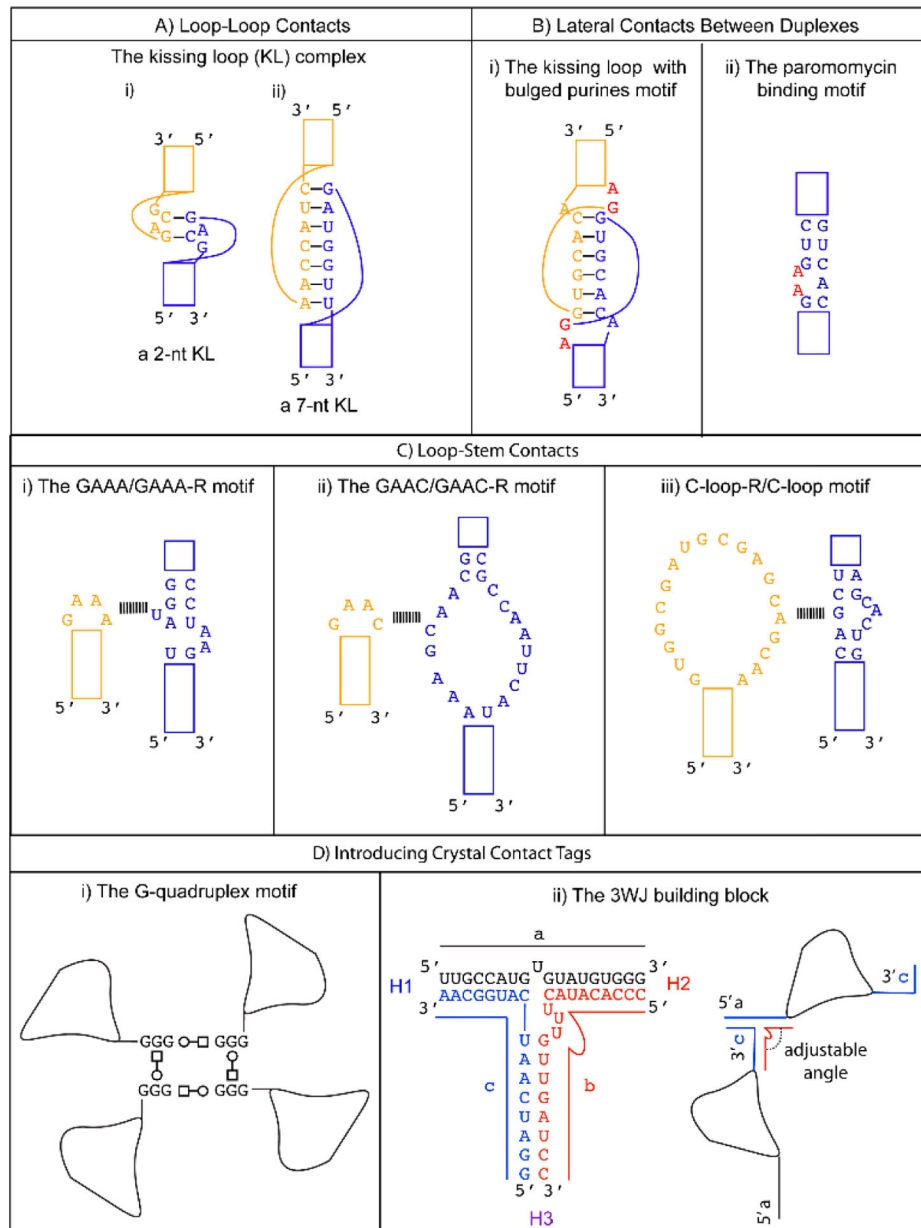 A) Loop-Loop Contacts
B) Lateral Contacts Between Duplexes
The kissing loop (KL) complex
i)
ii)
3′ 5′
3′ 5′
G C G
G A C A G
5′ 3′
a 2-nt KL
C–G
U–A
A–U
C–G
C–G
A–U
A–U
5′ 3′
a 7-nt KL
i) The kissing loop with
bulged purines motif
3′ 5′
A
A G
C–G
A–U
C–G
G–C
U–A
G–C A
G
A
5′ 3′
ii) The paromomycin
binding motif
C G
U U
G C
A A
A C
G
C) Loop-Stem Contacts
i) The GAAA/GAAA-R motif
G A A A
5′ 3′
G C
G C
U A U A
A
U G
5′ 3′
ii) The GAAC/GAAC-R motif
G A A C
5′ 3′
G C
C G
A C
A C
C A
G A
A U
A U
A C
A U A
5′ 3′
iii) C-loop-R/C-loop motif
G U G G C G A U G C G A G C A G C A A
5′ 3′
U A
C G C A
G C
A U
C G
5′ 3′
D) Introducing Crystal Contact Tags
i) The G-quadruplex motif
GGG GGG
GGG GGG
ii) The 3WJ building block
a
5′ UUGCCAUG U GUAUGUGGG 3′
H1 3′ AACGGUAC CAUACACCC 5′ H2
U
U
U
U G
A U
A U
C G
U A
A U
G C
G C
c
b
5′ 3′
H3
3′c
5′a
3′c
adjustable
angle
5′a